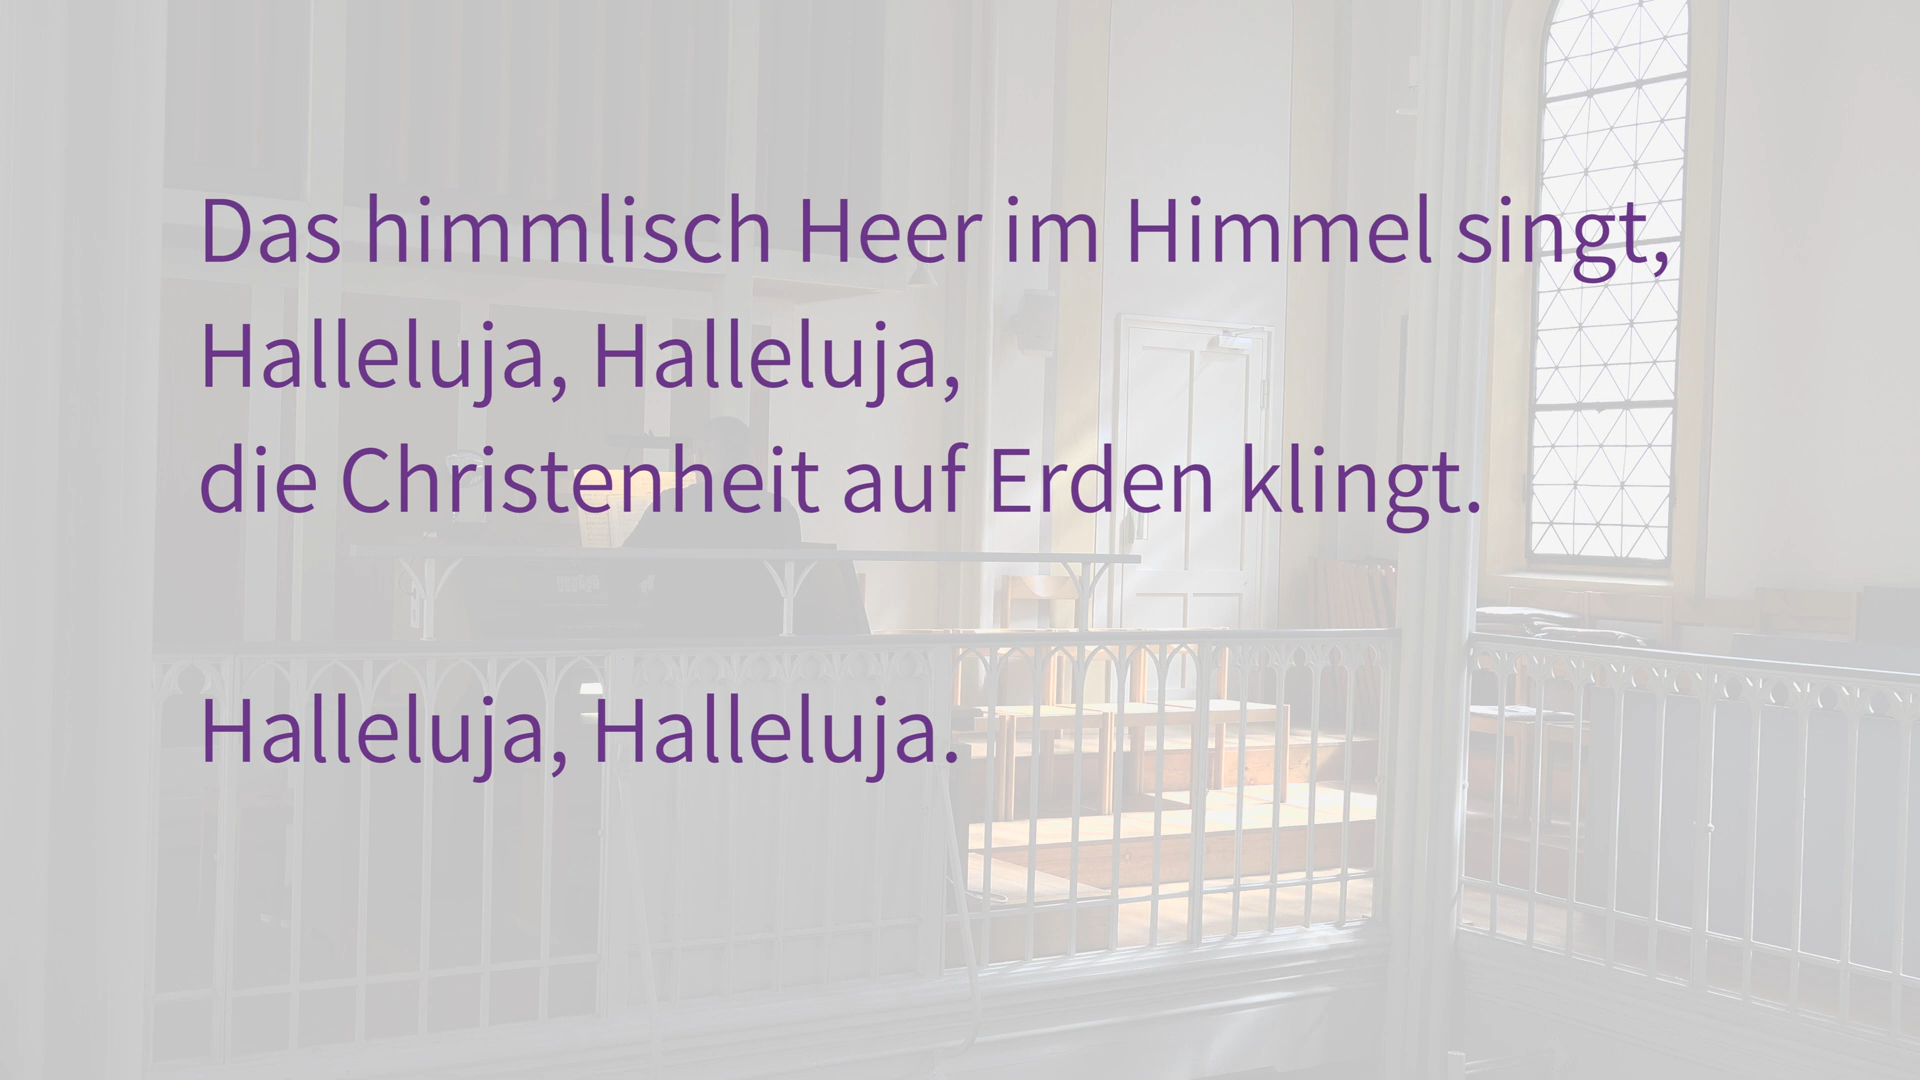 Das himmlisch Heer im Himmel singt,
Halleluja, Halleluja,
die Christenheit auf Erden klingt.
Halleluja, Halleluja.